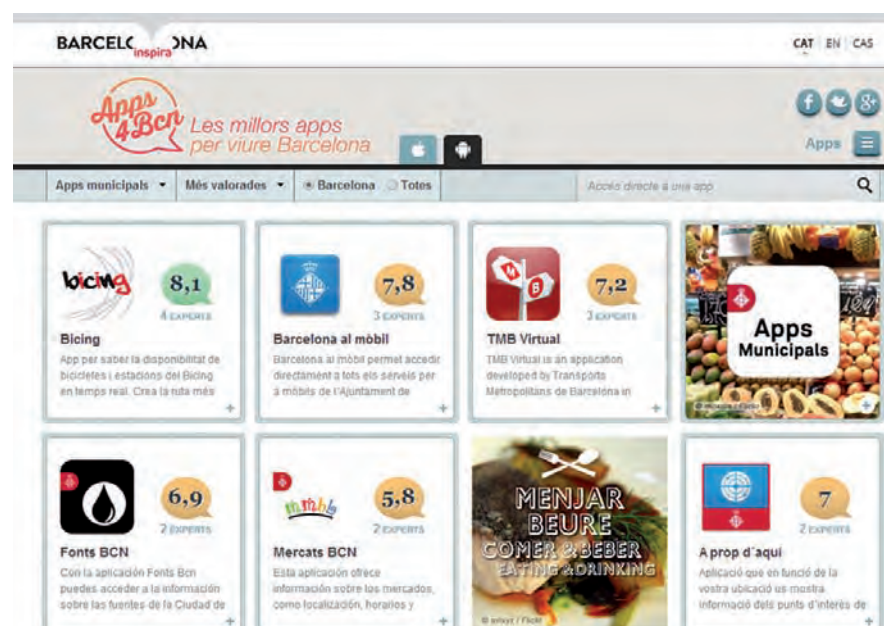 BARCELONA
inspira
CAT EN CAS
Apps
4Bcn
Les millors apps
per viure Barcelona
Apps
Apps municipals
Més valorades
Barcelona
Totes
Accés directe a una app
bicing
8,1
4 EXPERTS
Bicing
App per saber la disponibilitat de
bicicletes i estacions del Bicing
en temps real. Crea la ruta més
+
7,8
3 EXPERTS
Barcelona al mòbil
Barcelona al mòbil permet accedir
directament a tots els serveis per
a mòbils de l'Ajuntament de
+
M
B
7,2
3 EXPERTS
TMB Virtual
TMB Virtual is an application
developed by Transports
Metropolitans de Barcelona in
+
Apps
Municipals
/ Flickr
+
6,9
2 EXPERTS
Fonts BCN
Con la aplicación Fonts Bcn
puedes acceder a la información
sobre las fuentes de la Ciudad de
+
5,8
2 EXPERTS
Mercats BCN
Esta aplicación ofrece
información sobre los mercados,
como localización, horarios y
+
MENJAR
BEURE
COMER & BEBER
EATING & DRINKING
/ Flickr
7
2 EXPERTS
A prop d´aquí
Aplicació que en funció de la
vostra ubicació us mostra
informació dels punts d'interès de
+